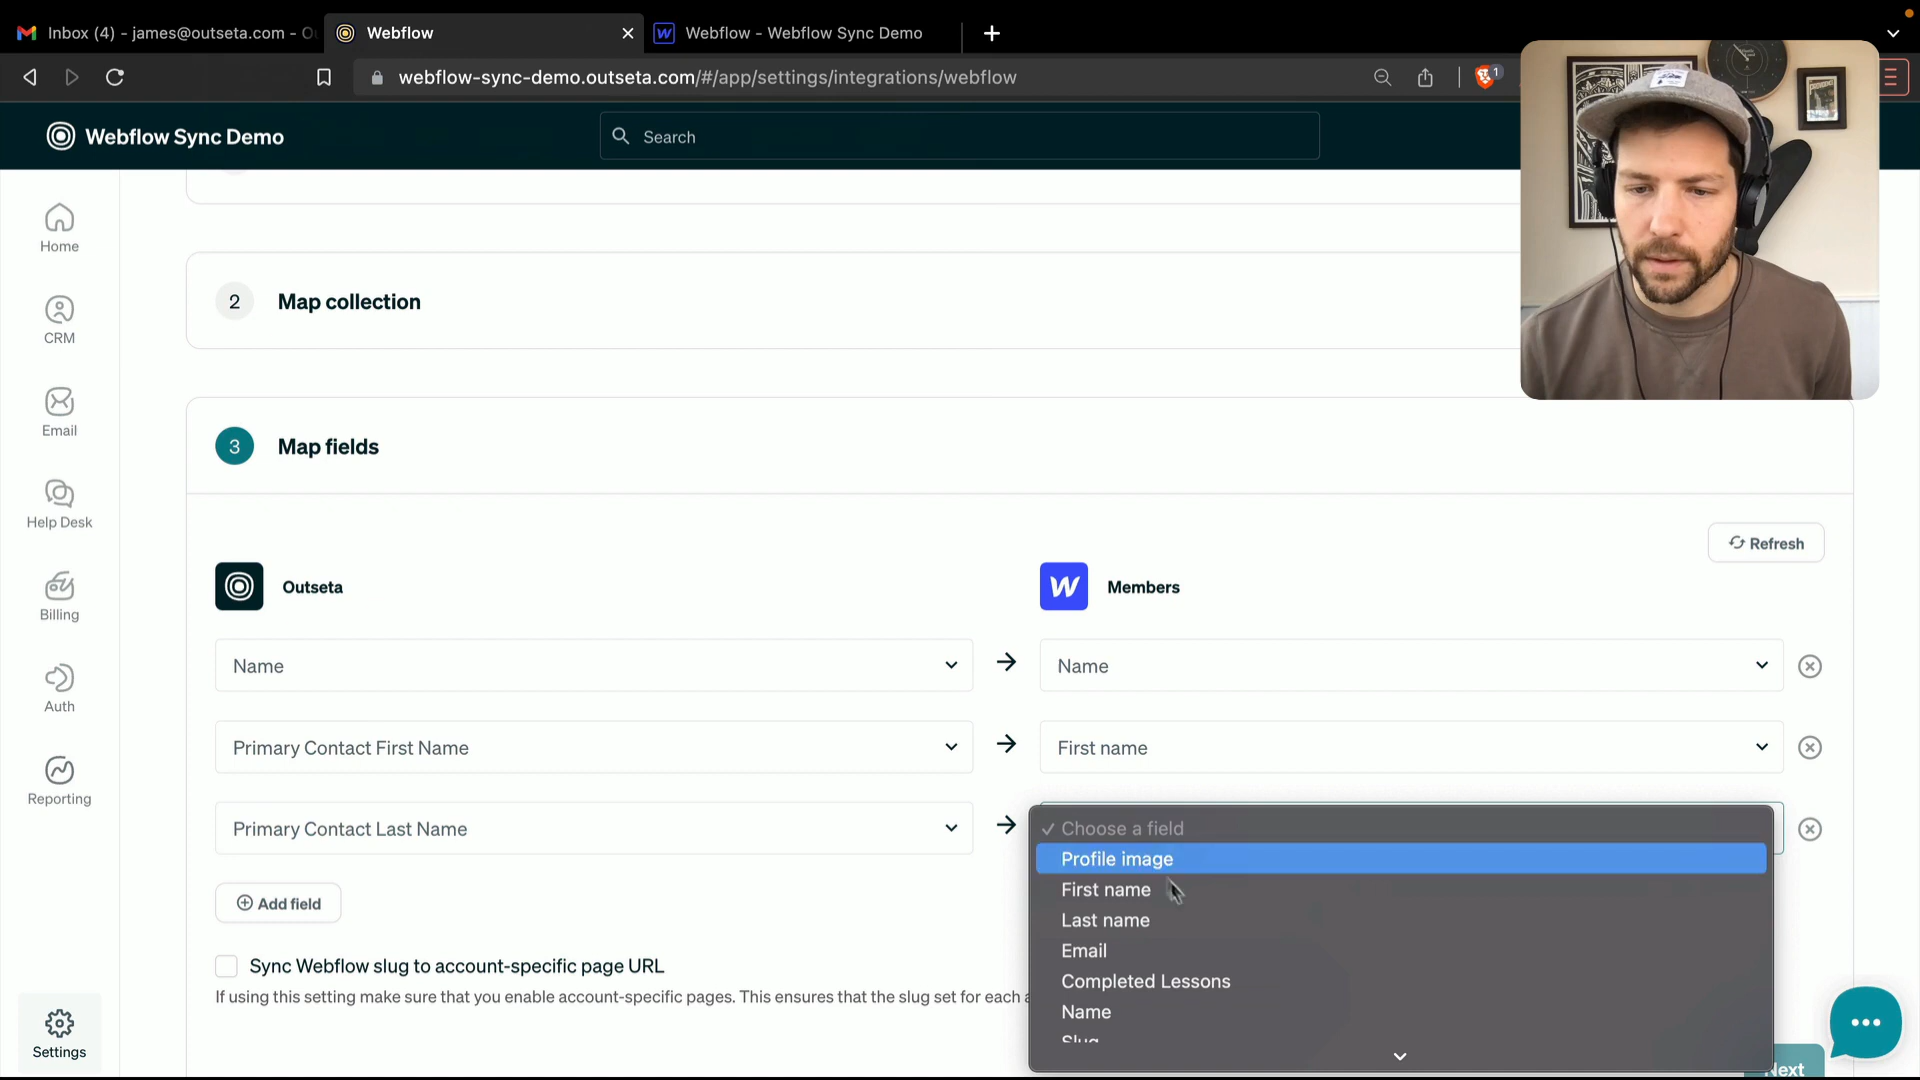 Inbox (4) - james@outseta.com - Ou
Webflow
Webflow - Webflow Sync Demo
webflow-sync-demo.outseta.com/#/app/settings/integrations/webflow
1
Webflow Sync Demo
Search
Home
CRM
Email
Help Desk
Billing
Auth
Reporting
Settings
2 Map collection
3 Map fields
Refresh
Outseta
Members
Name
Name
Primary Contact First Name
First name
Primary Contact Last Name
Choose a field
Profile image
First name
Last name
Email
Completed Lessons
Name
Slug
Add field
Sync Webflow slug to account-specific page URL
If using this setting make sure that you enable account-specific pages. This ensures that the slug set for each a
Next